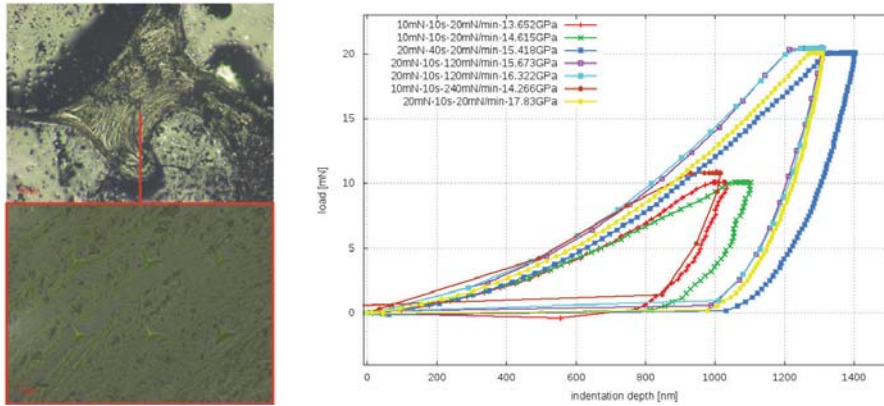 10mN-10s-20mN/min-13.652GPa
10mN-10s-20mN/min-14.615GPa
20mN-40s-20mN/min-15.418GPa
20mN-10s-120mN/min-15.673GPa
20mN-10s-120mN/min-16.322GPa
10mN-10s-240mN/min-14.266GPa
20mN-10s-20mN/min-17.83GPa
20
15
10
5
0
load [mN]
0 200 400 600 800 1000 1200 1400
indentation depth [nm]